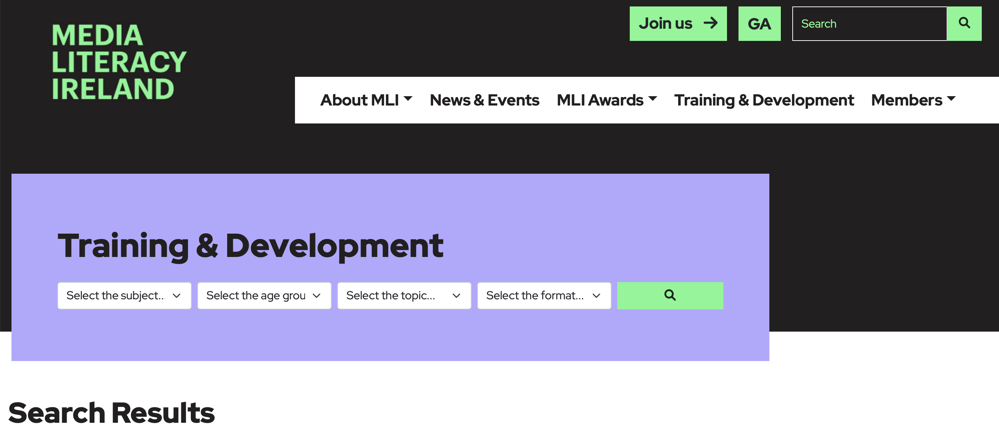 MEDIA
LITERACY
IRELAND
Join us
GA
Search
About MLI
News & Events
MLI Awards
Training & Development
Members
Training & Development
Select the subject...
Select the age grou
Select the topic...
Select the format...
Search Results